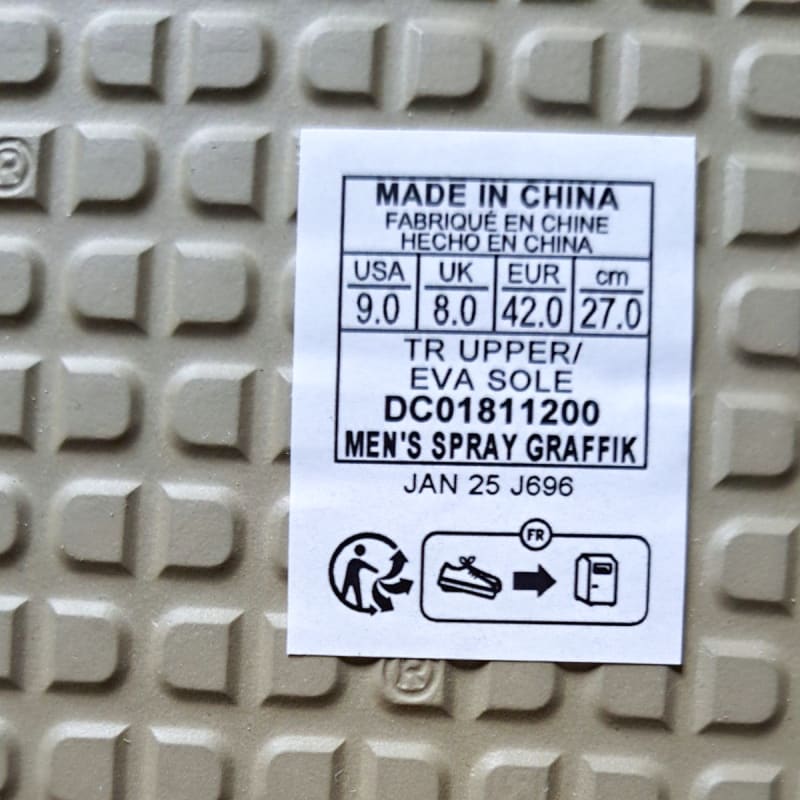 MADE IN CHINA
FABRIQUÉ EN CHINE
HECHO EN CHINA
USA UK EUR cm
9.0 8.0 42.0 27.0
TR UPPER/
EVA SOLE
DC01811200
MEN'S SPRAY GRAFFIK
JAN 25 J696
FR
®
®